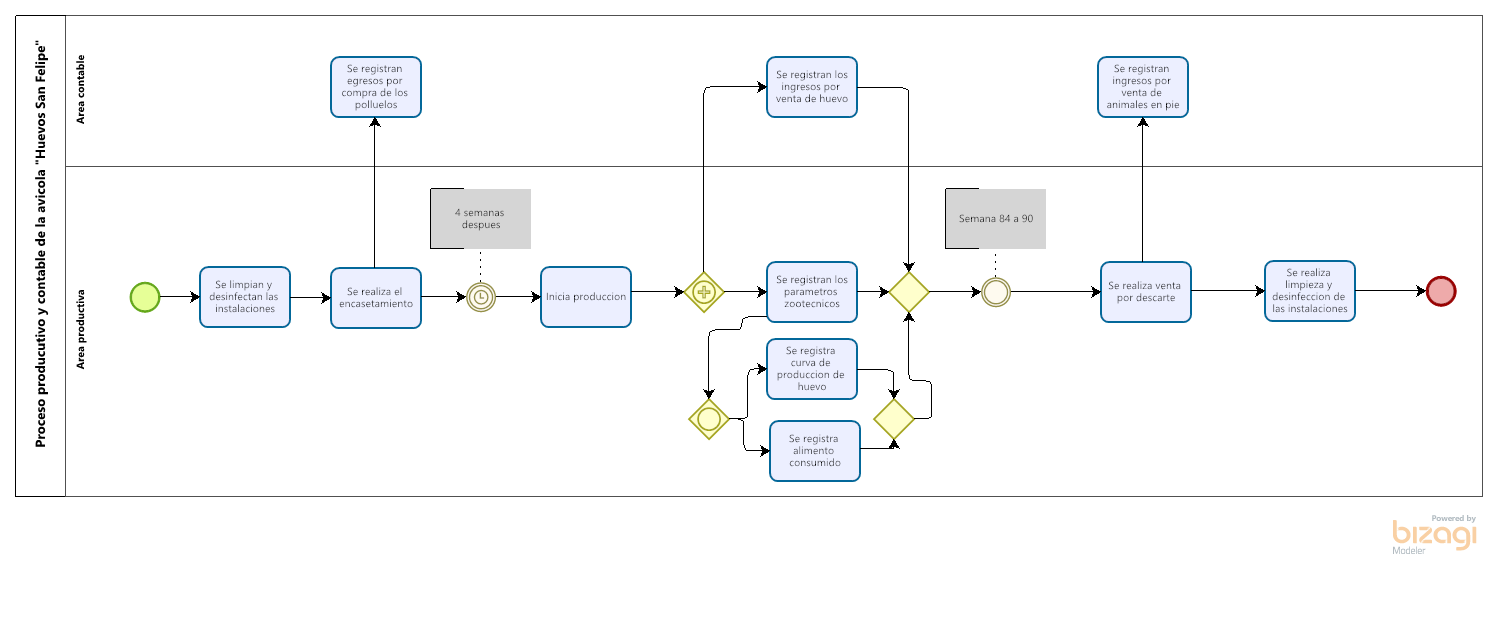 Proceso producutivo y contable de la avicola "Huevos San Felipe"
Area contable
Se registran
egresos por
compra de los
polluelos
Se registran los
ingresos por
venta de huevo
Se registran
ingresos por
venta de
animales en pie
Area productiva
4 semanas
despues
Semana 84 a 90
Se limpian y
desinfectan las
instalaciones
Se realiza el
encasetamiento
Inicia produccion
Se registran los
parametros
zootecnicos
Se registra
curva de
produccion de
huevo
Se registra
alimento
consumido
Se realiza venta
por descarte
Se realiza
limpieza y
desinfeccion de
las instalaciones
Powered by
bizagi
Modeler